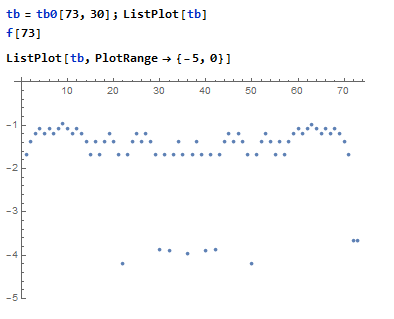 tb = tb0[73, 30]; ListPlot[tb]
f[73]
ListPlot[tb, PlotRange → {-5, 0}]
10 20 30 40 50 60 70
-1
-2
-3
-4
-5